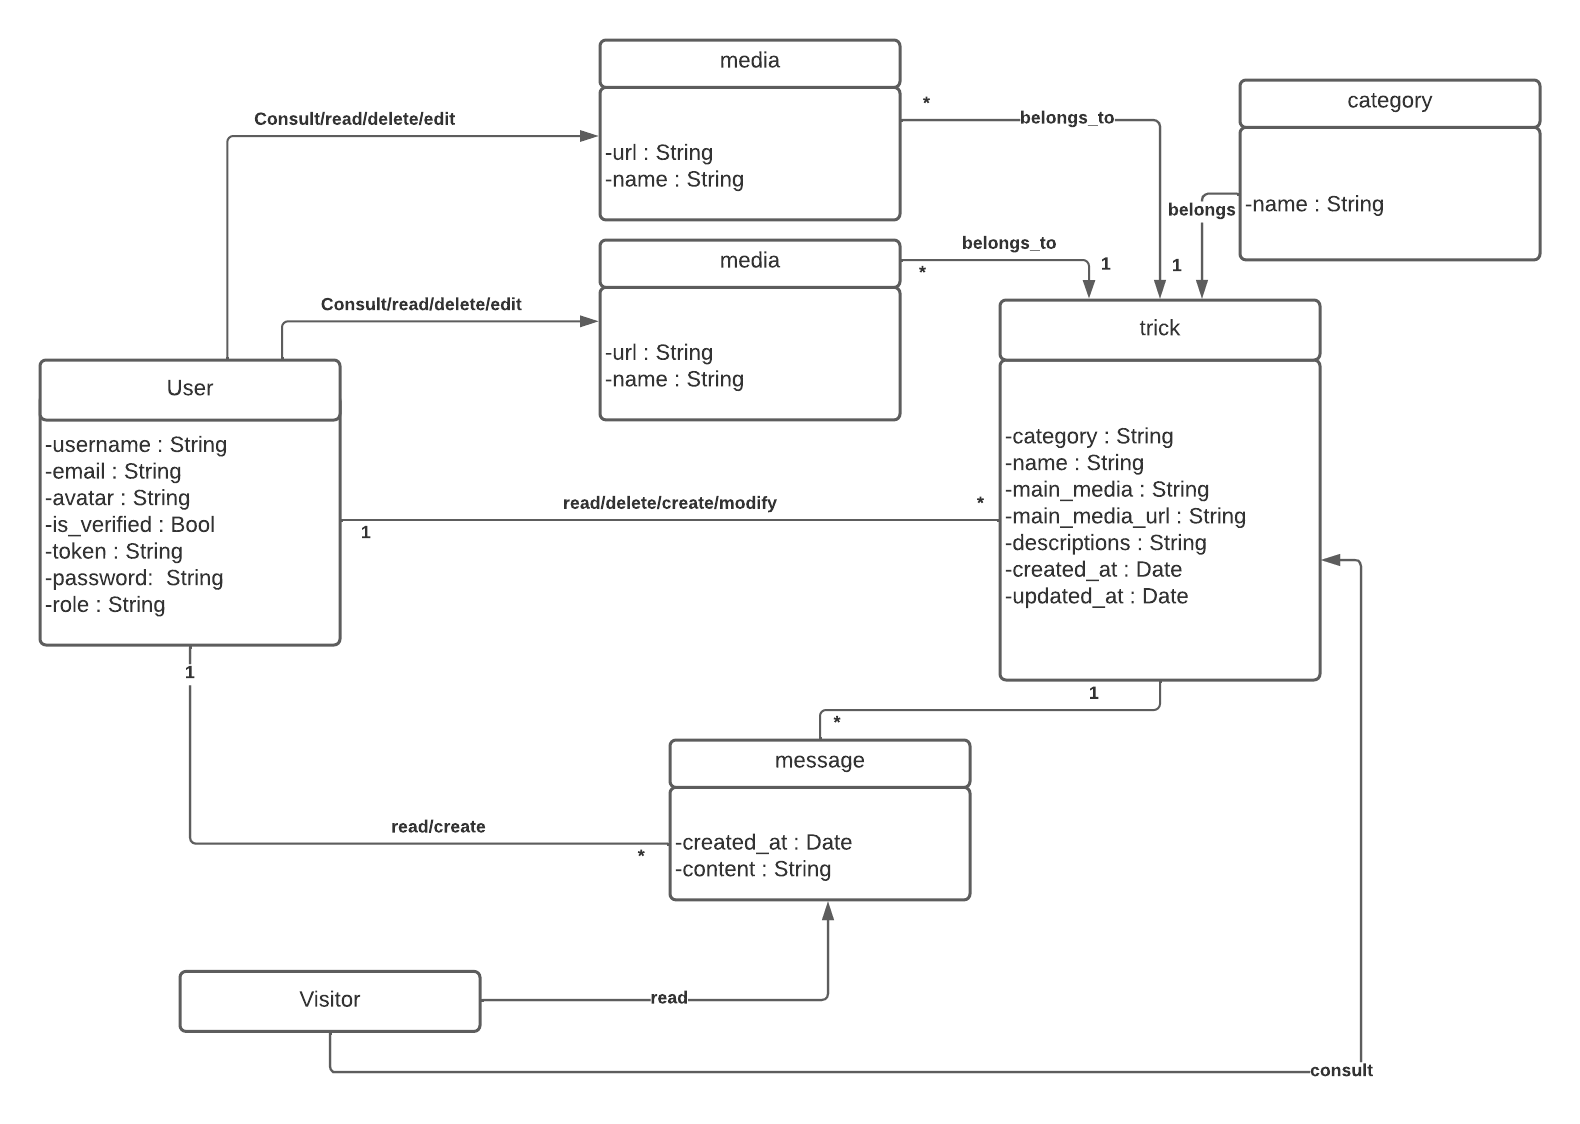 media
-url : String
-name : String
category
-name : String
Consult/read/delete/edit
*
belongs_to
belongs
media
-url : String
-name : String
belongs_to
*
1
1
Consult/read/delete/edit
User
-username : String
-email : String
-avatar : String
-is_verified : Bool
-token : String
-password:  String
-role : String
trick
-category : String
-name : String
-main_media : String
-main_media_url : String
-descriptions : String
-created_at : Date
-updated_at : Date
read/delete/create/modify
*
1
1
1
*
message
-created_at : Date
-content : String
read/create
*
Visitor
read
consult